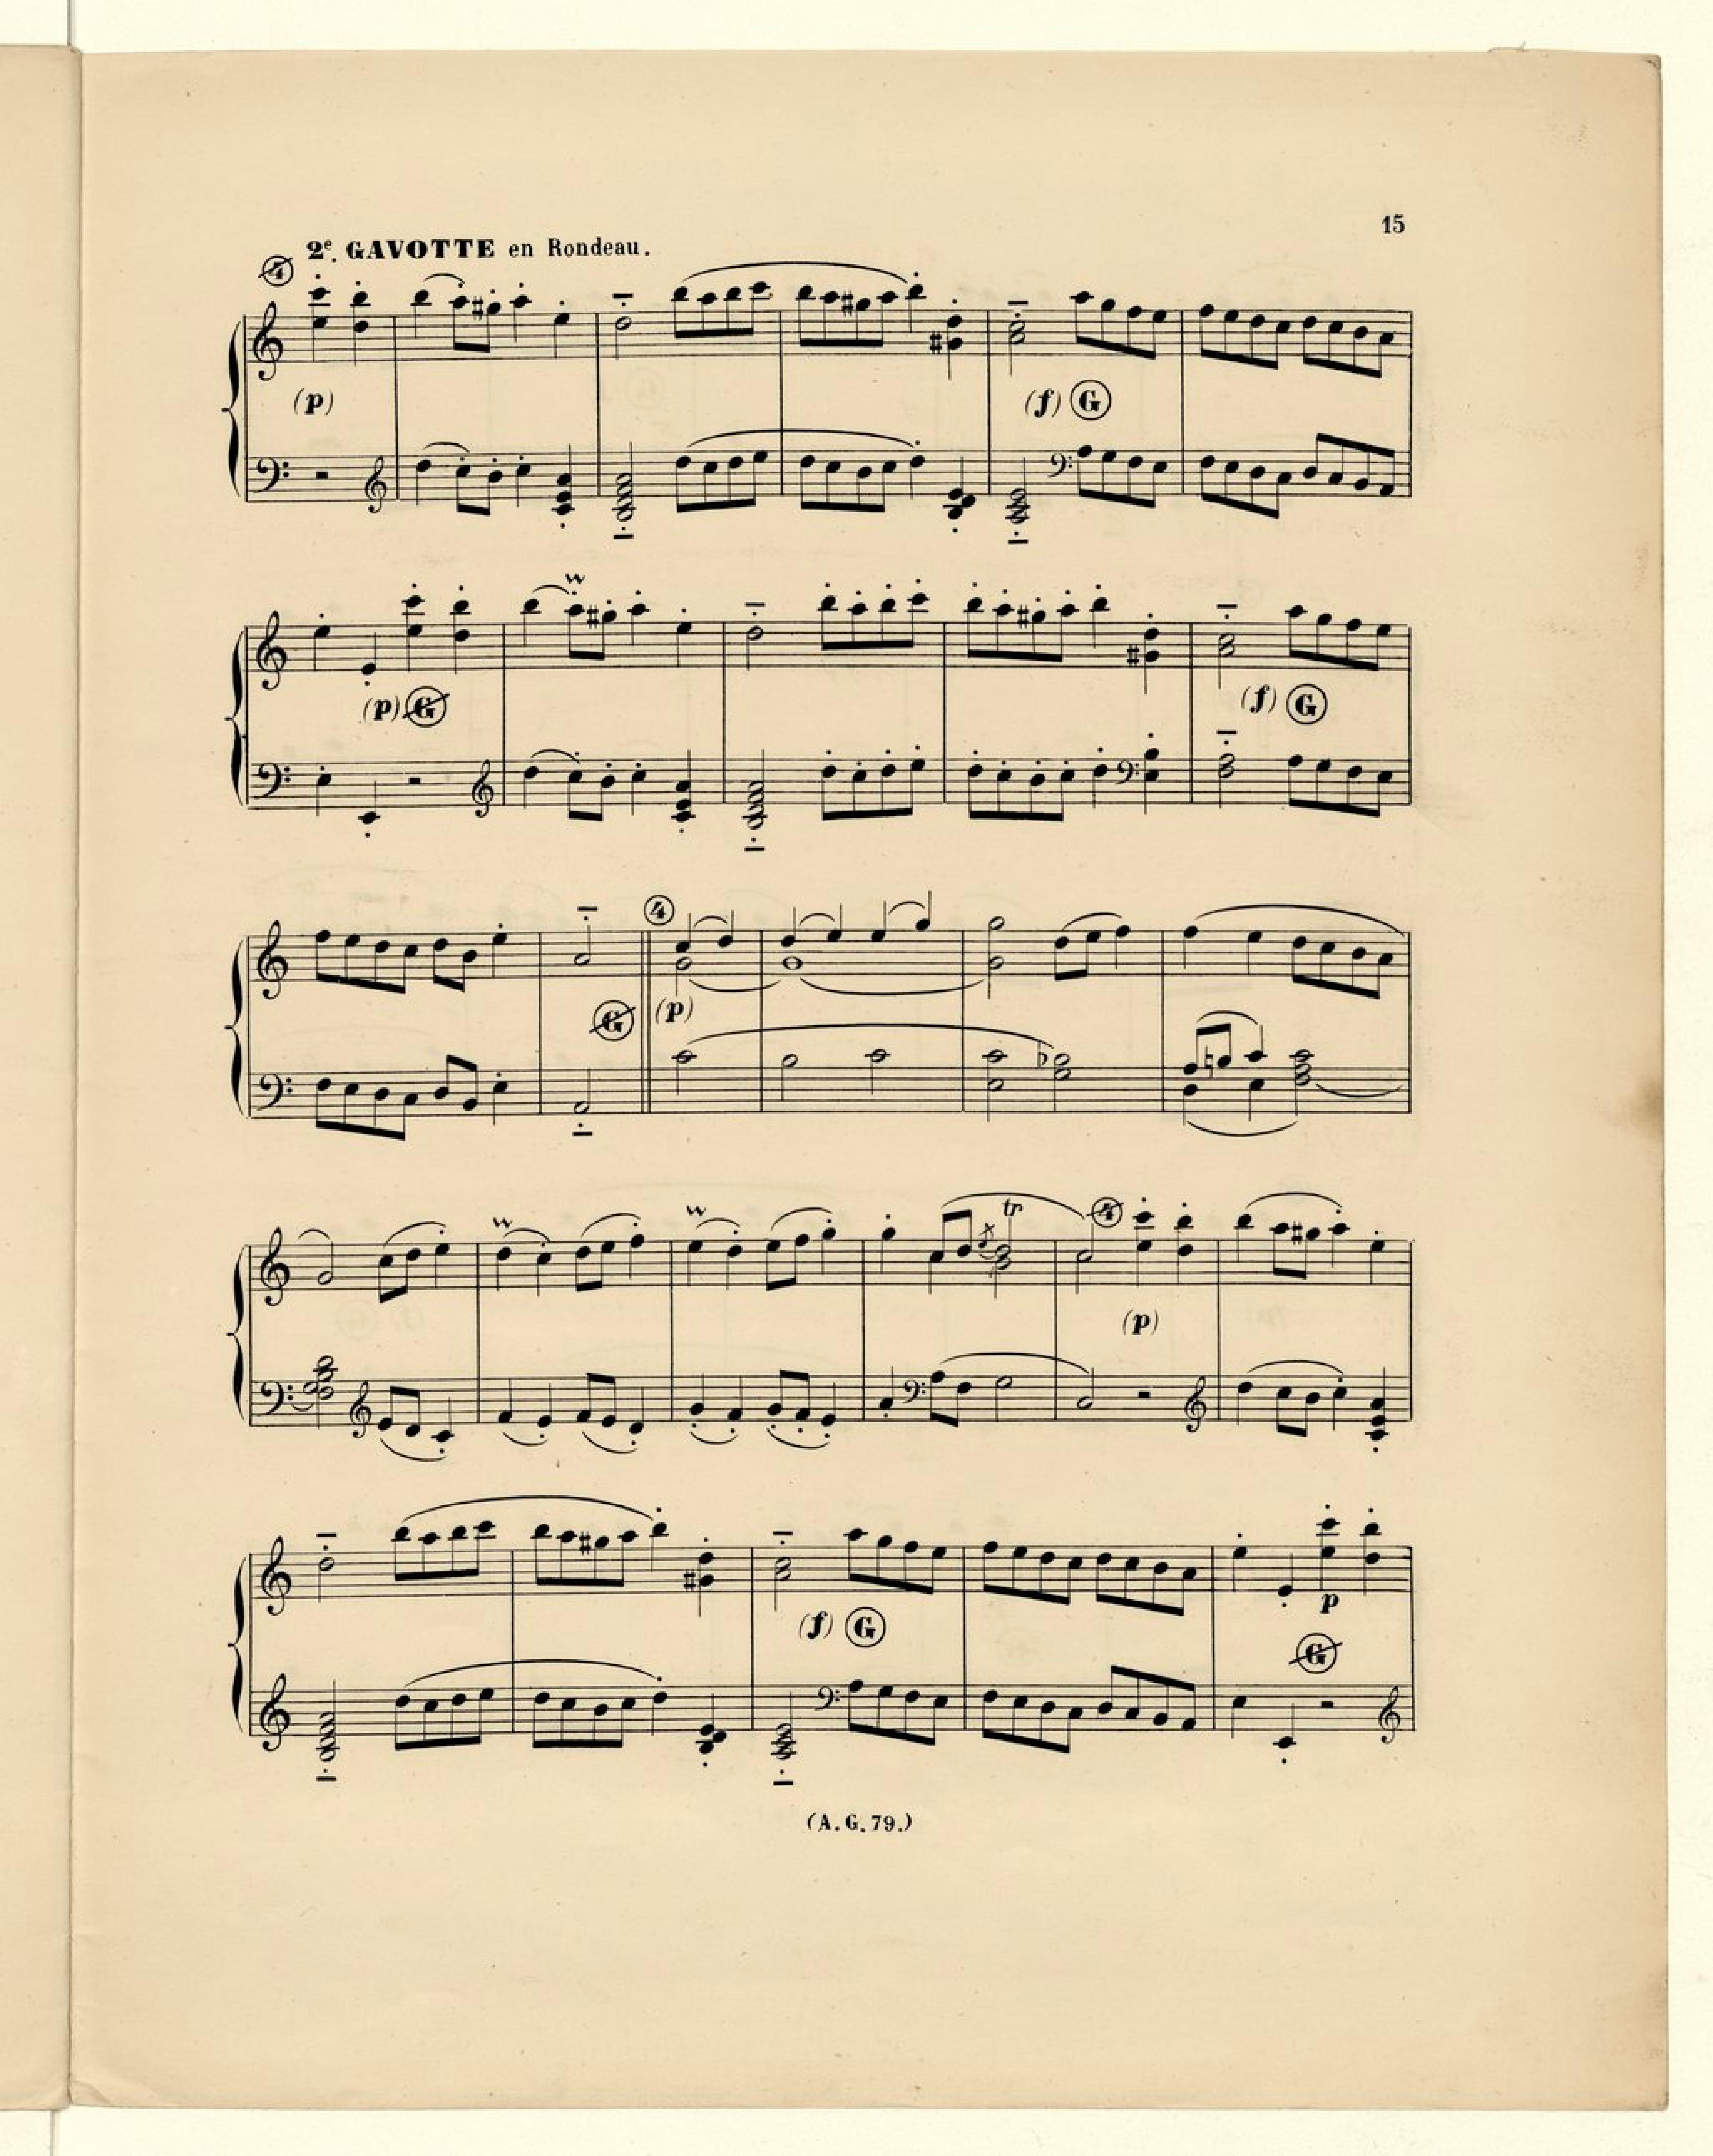 15
2e. GAVOTTE en Rondeau.
4
(p)
(f) G
(p) G
(f) G
4
G (p)
tr
4
(p)
(f) G
p
G
(A. G. 79.)